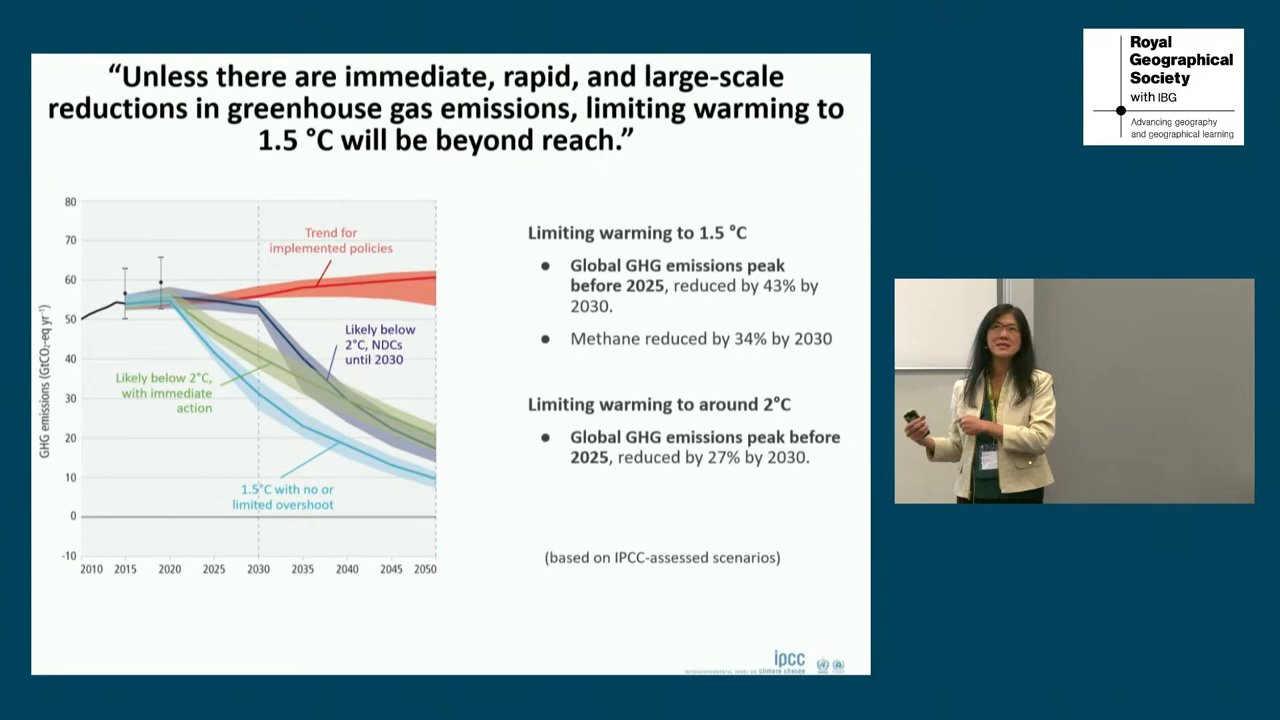 “Unless there are immediate, rapid, and large-scale
reductions in greenhouse gas emissions, limiting warming to
1.5 °C will be beyond reach.”
Royal
Geographical
Society
with IBG
Advancing geography
and geographical learning
80
70
60
50
40
30
20
10
0
-10
GHG emissions (GtCO₂-eq yr⁻¹)
Trend for
implemented policies
Likely below
2°C, NDCs
until 2030
Likely below 2°C,
with immediate
action
1.5°C with no or
limited overshoot
2010 2015 2020 2025 2030 2035 2040 2045 2050
Limiting warming to 1.5 °C
● Global GHG emissions peak
before 2025, reduced by 43% by
2030.
● Methane reduced by 34% by 2030
Limiting warming to around 2°C
● Global GHG emissions peak before
2025, reduced by 27% by 2030.
(based on IPCC-assessed scenarios)
ipcc
INTERGOVERNMENTAL PANEL ON climate change